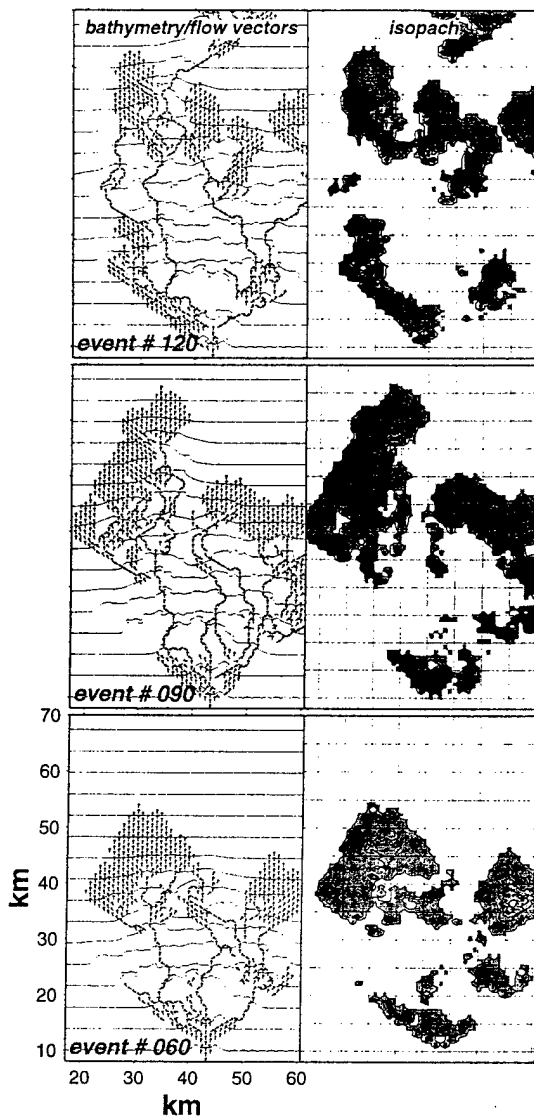 bathymetry/flow vectors
isopach
event # 120
event # 090
70
60
50
40
30
20
10
km
event # 060
20 30 40 50 60
km